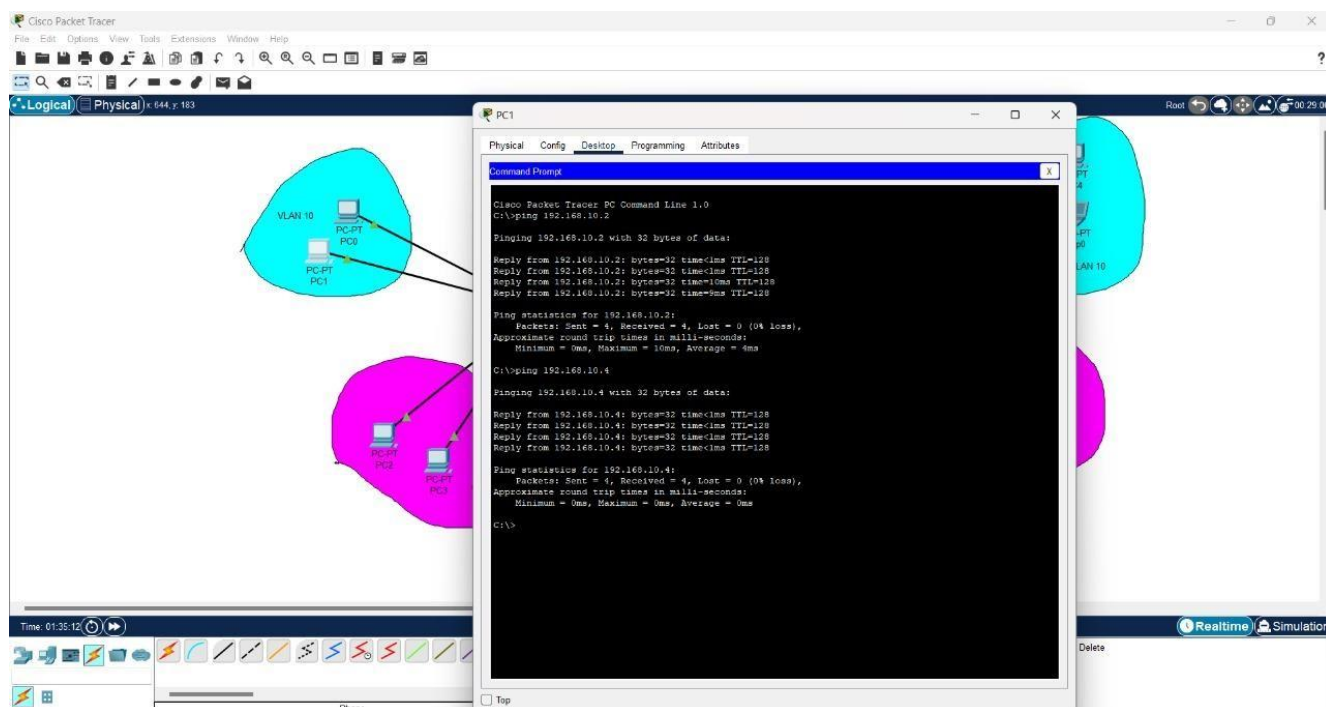 Cisco Packet Tracer
File Edit Options View Tools Extensions Window Help
?
Logical Physical x: 644, y: 183
Root 00:29:00
VLAN 10
PC-PT
PC0
PC-PT
PC1
PC-PT
PC2
PC-PT
PC3
PC1
Physical Config Desktop Programming Attributes
Command Prompt
X
Cisco Packet Tracer PC Command Line 1.0
C:\>ping 192.168.10.2
Pinging 192.168.10.2 with 32 bytes of data:
Reply from 192.168.10.2: bytes=32 time<1ms TTL=128
Reply from 192.168.10.2: bytes=32 time<1ms TTL=128
Reply from 192.168.10.2: bytes=32 time=10ms TTL=128
Reply from 192.168.10.2: bytes=32 time=9ms TTL=128
Ping statistics for 192.168.10.2:
Packets: Sent = 4, Received = 4, Lost = 0 (0% loss),
Approximate round trip times in milli-seconds:
Minimum = 0ms, Maximum = 10ms, Average = 4ms
C:\>ping 192.168.10.4
Pinging 192.168.10.4 with 32 bytes of data:
Reply from 192.168.10.4: bytes=32 time<1ms TTL=128
Reply from 192.168.10.4: bytes=32 time<1ms TTL=128
Reply from 192.168.10.4: bytes=32 time<1ms TTL=128
Reply from 192.168.10.4: bytes=32 time<1ms TTL=128
Ping statistics for 192.168.10.4:
Packets: Sent = 4, Received = 4, Lost = 0 (0% loss),
Approximate round trip times in milli-seconds:
Minimum = 0ms, Maximum = 0ms, Average = 0ms
C:\>
Top
PT
4
-PT
p0
LAN 10
Time: 01:35:12
Realtime Simulation
Delete